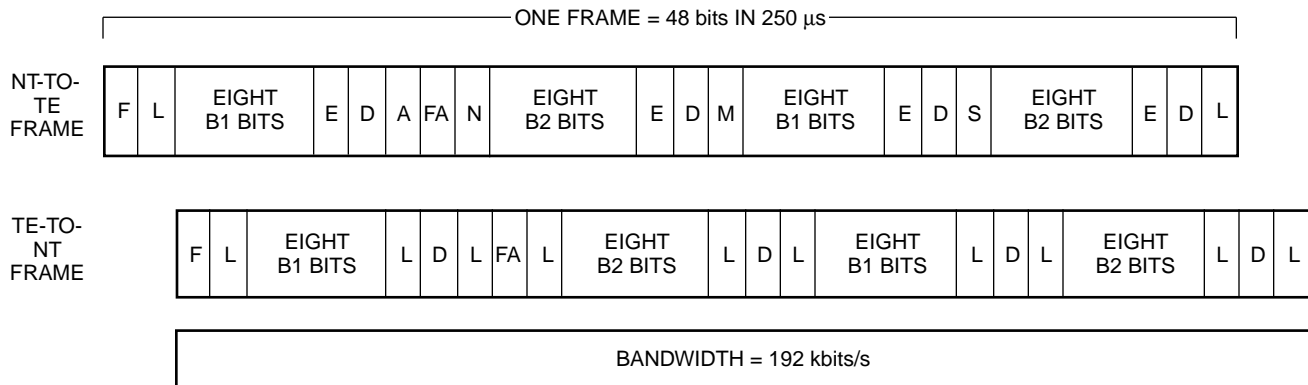 ONE FRAME = 48 bits IN 250 µs
NT-TO-
TE
FRAME
F L EIGHT B1 BITS E D A FA N EIGHT B2 BITS E D M EIGHT B1 BITS E D S EIGHT B2 BITS E D L
TE-TO-
NT
FRAME
F L EIGHT B1 BITS L D L FA L EIGHT B2 BITS L D L EIGHT B1 BITS L D L EIGHT B2 BITS L D L
BANDWIDTH = 192 kbits/s